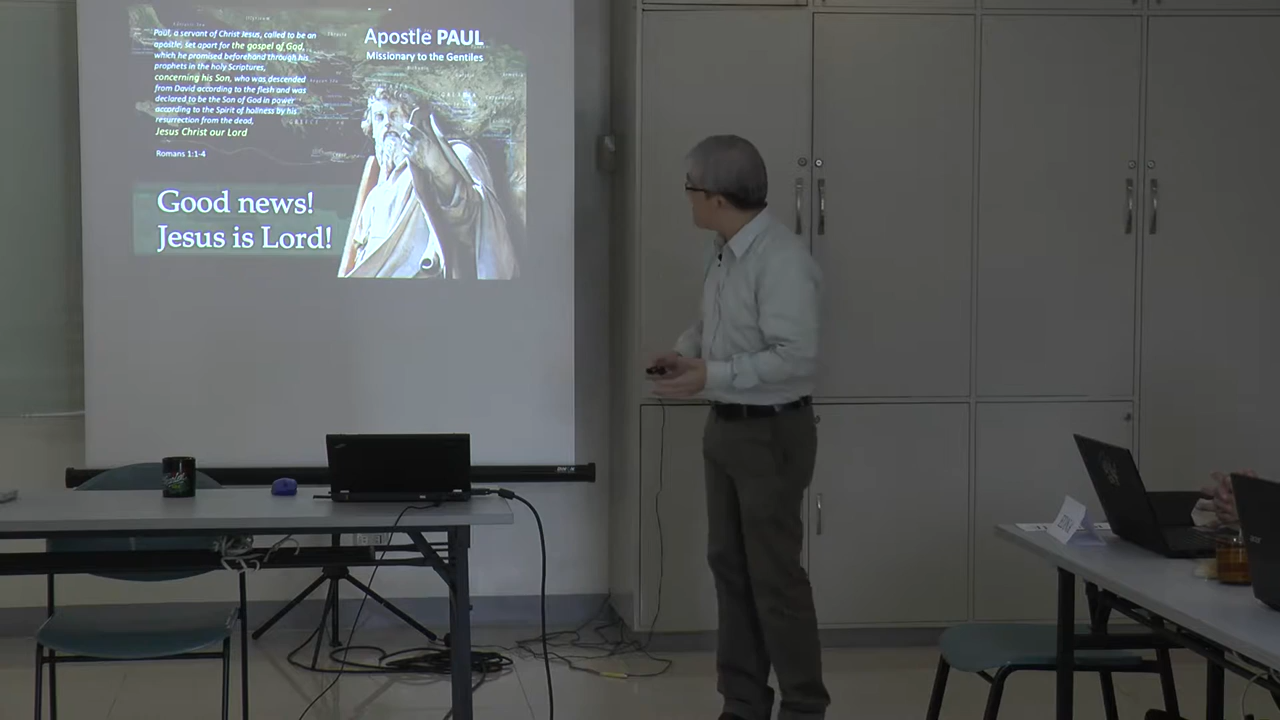 Paul, a servant of Christ Jesus, called to be an
apostle, set apart for the gospel of God,
which he promised beforehand through his
prophets in the holy Scriptures,
concerning his Son, who was descended
from David according to the flesh and was
declared to be the Son of God in power
according to the Spirit of holiness by his
resurrection from the dead,
Jesus Christ our Lord
Romans 1:1-4
Apostle PAUL
Missionary to the Gentiles
Good news!
Jesus is Lord!